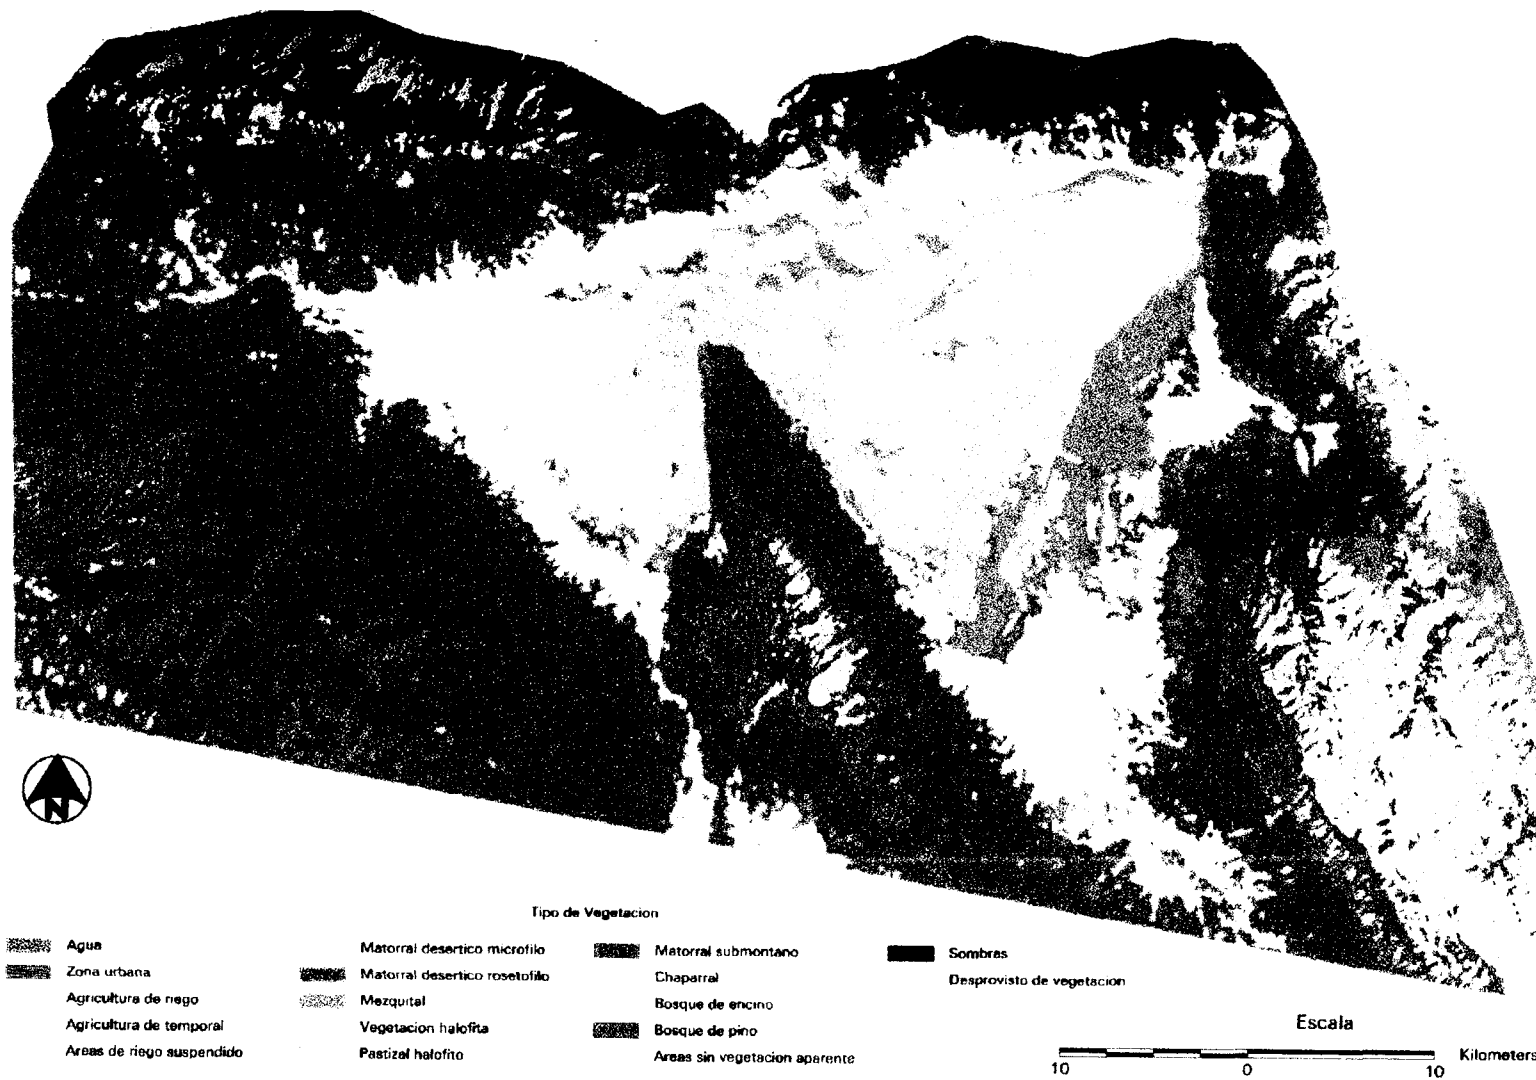 N
Tipo de Vegetacion
Agua
Zona urbana
Agricultura de riego
Agricultura de temporal
Areas de riego suspendido
Matorral desertico microfilo
Matorral desertico rosetofilo
Mezquital
Vegetacion halofita
Pastizal halofito
Matorral submontano
Chaparral
Bosque de encino
Bosque de pino
Areas sin vegetacion aparente
Sombras
Desprovisto de vegetacion
Escala
10 0 10 Kilometers